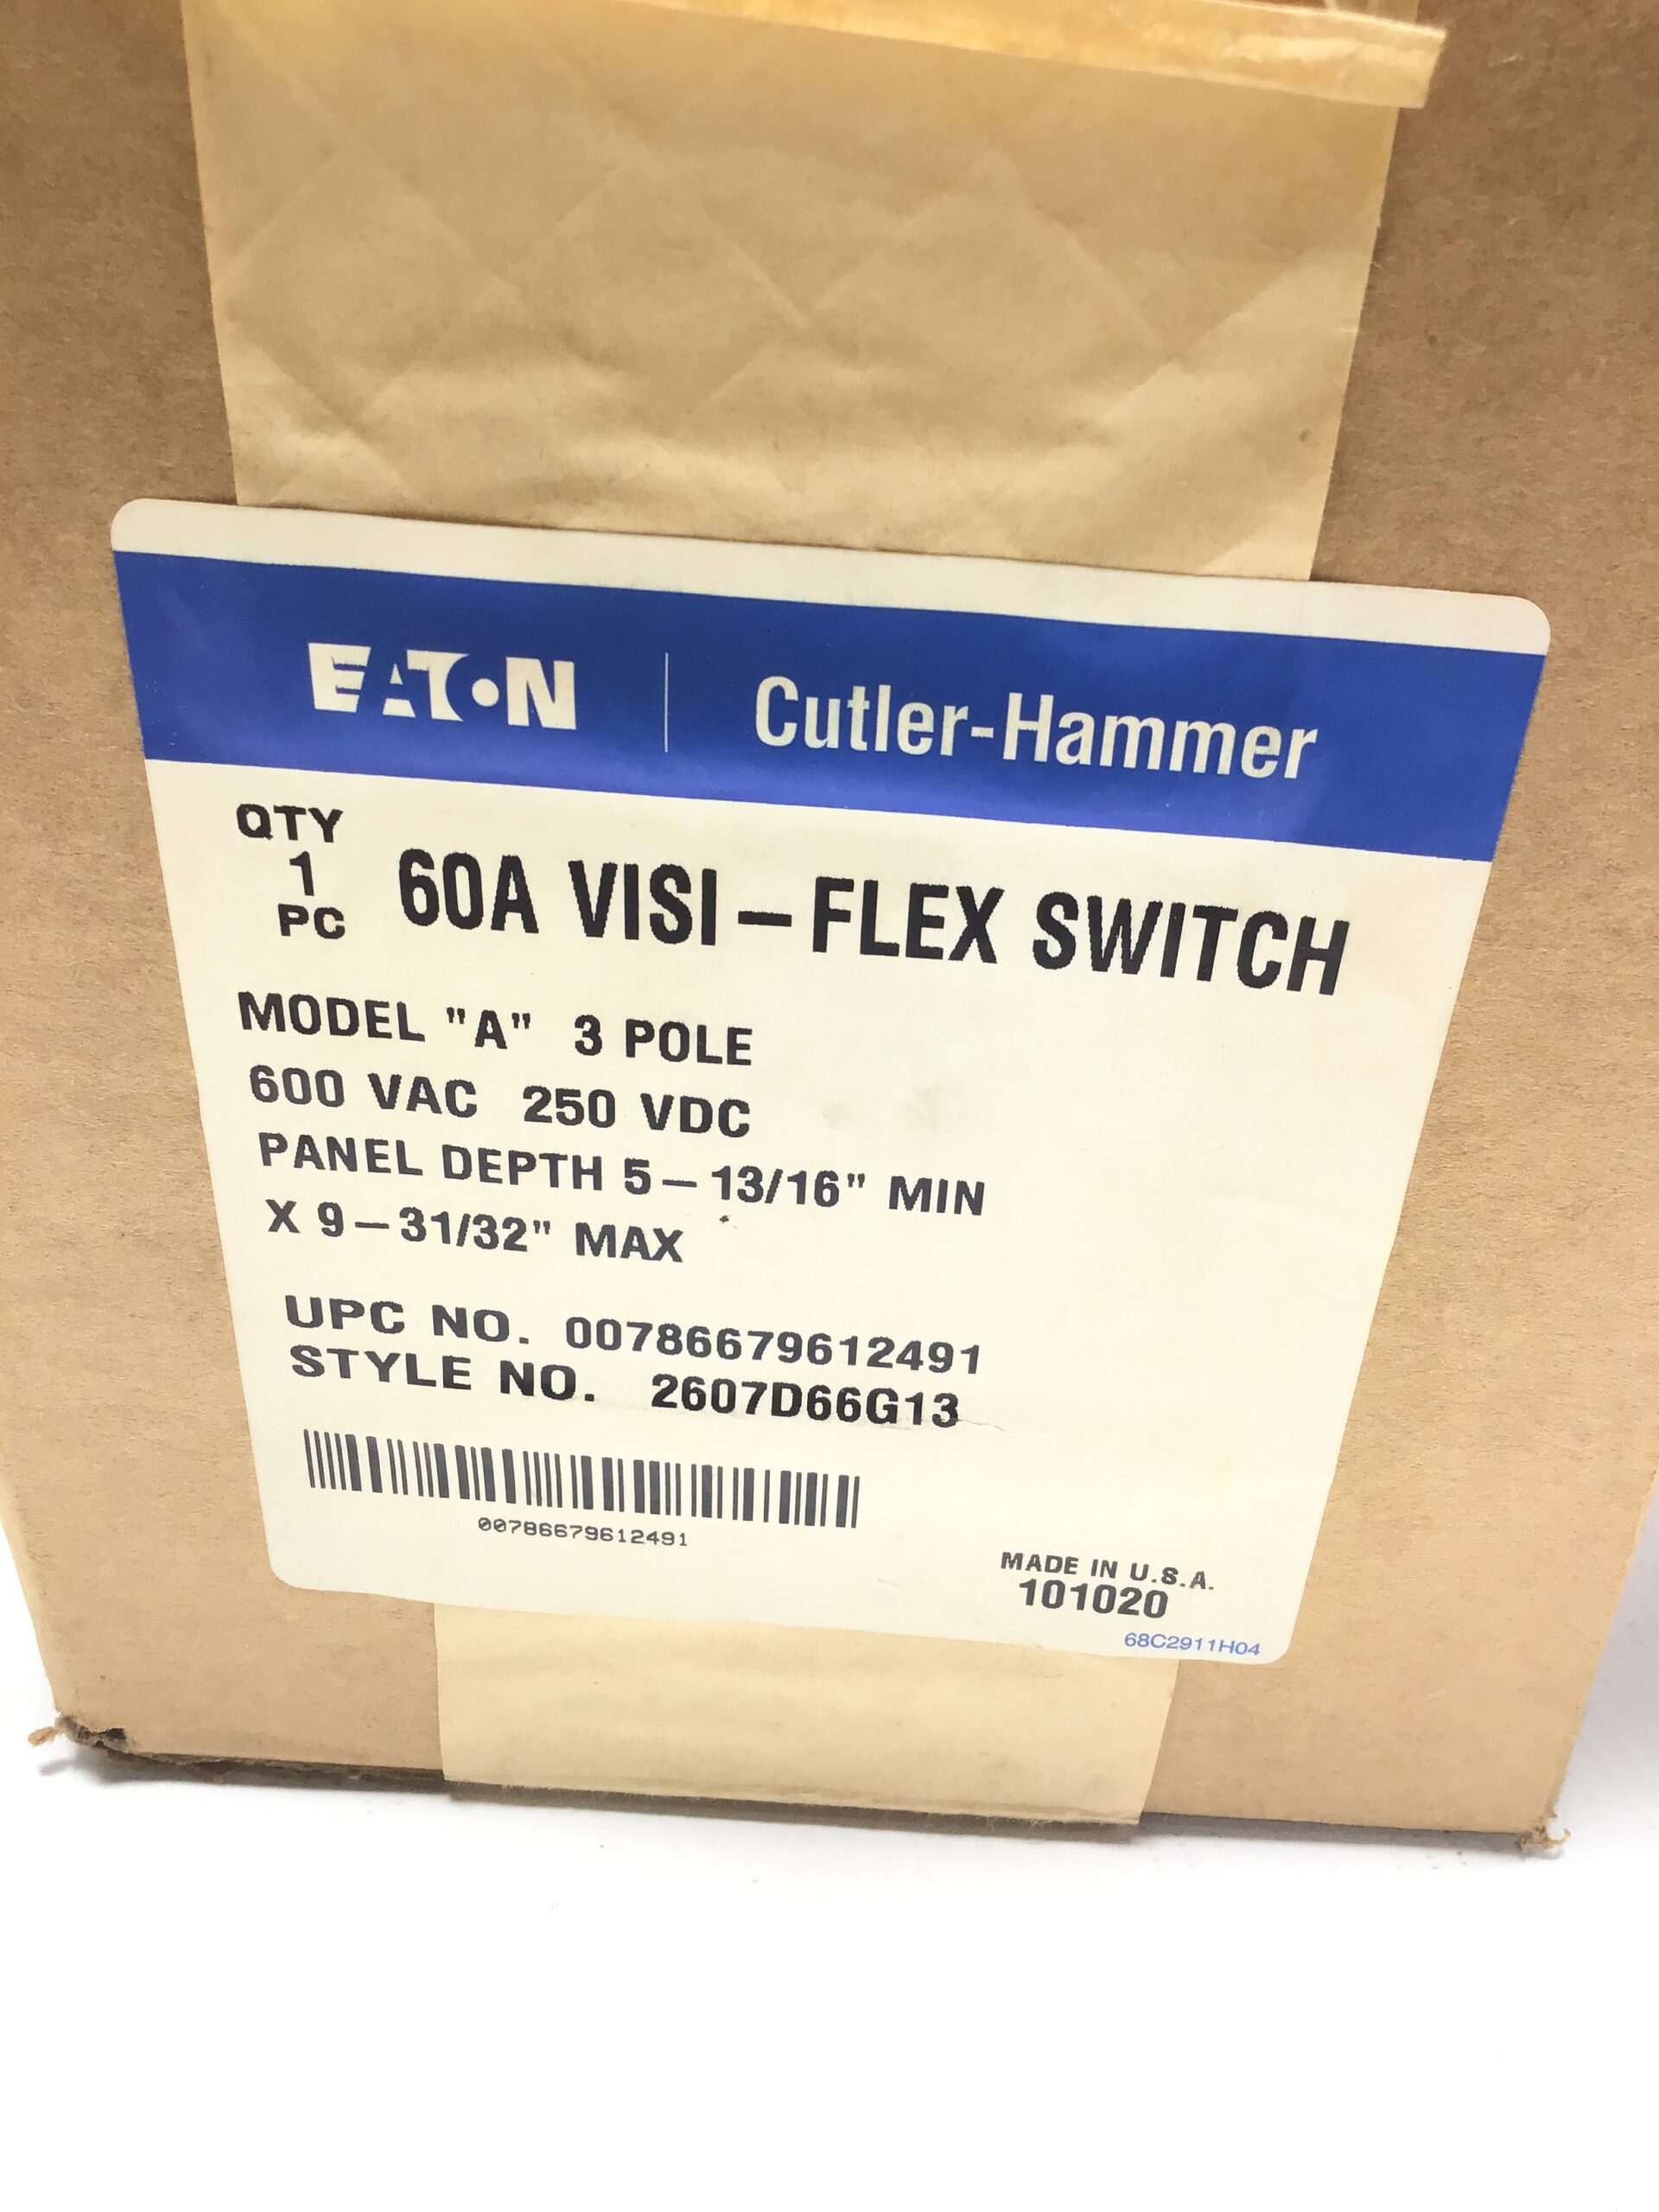 EATON | Cutler-Hammer
QTY
1
PC
60A VISI-FLEX SWITCH
MODEL "A" 3 POLE
600 VAC 250 VDC
PANEL DEPTH 5-13/16" MIN
X 9-31/32" MAX
UPC NO. 00786679612491
STYLE NO. 2607D66G13
00786679612491
MADE IN U.S.A.
101020
68C2911H04